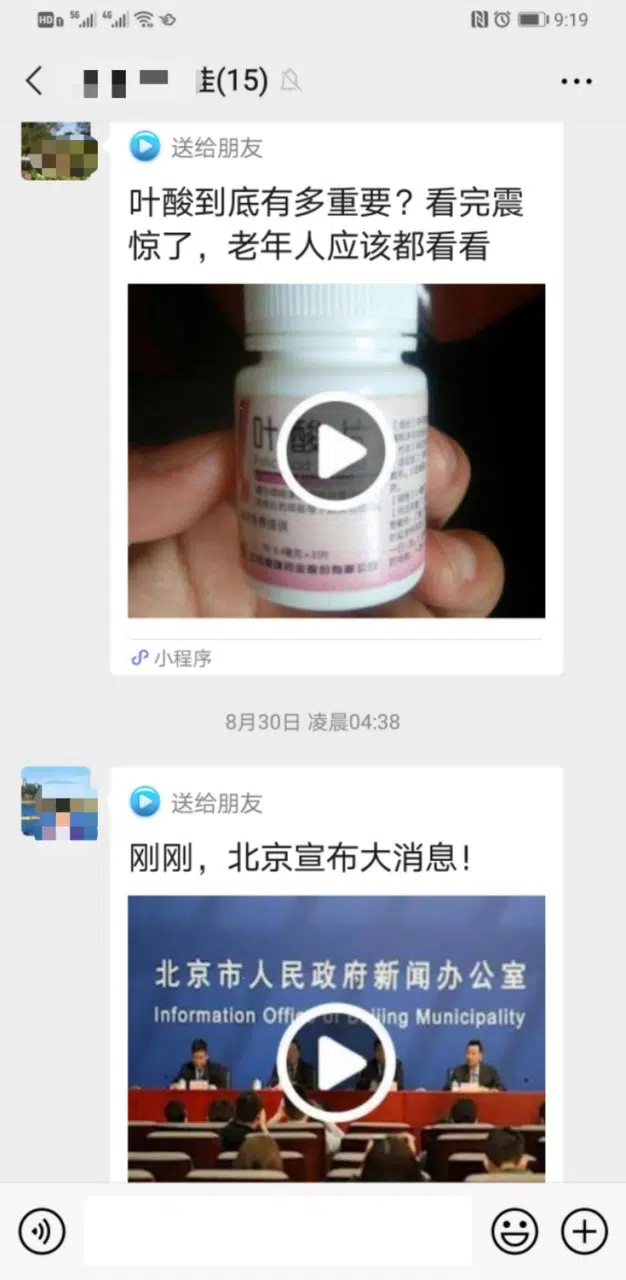 HD
5G
4G
9:19
(15)
送给朋友
叶酸到底有多重要？看完震
惊了，老年人应该都看看
叶酸片
小程序
8月30日 凌晨04:38
送给朋友
刚刚，北京宣布大消息！
北京市人民政府新闻办公室
Information Office of Beijing Municipality